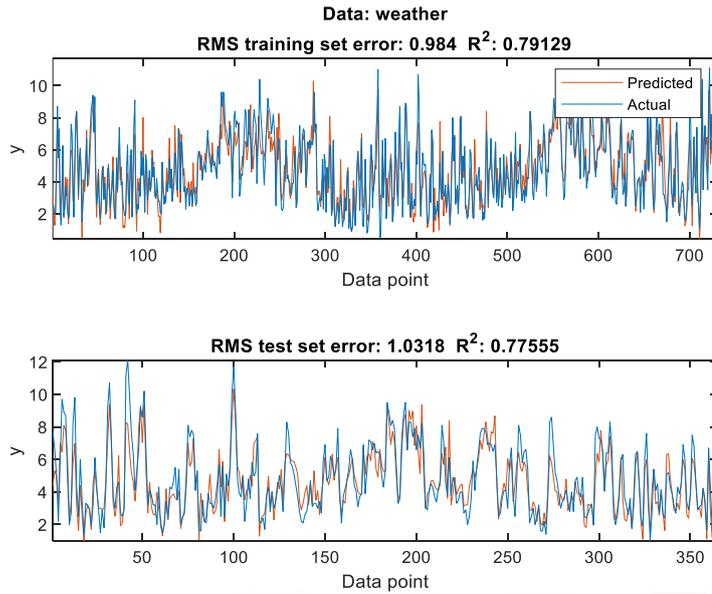 Data: weather
RMS training set error: 0.984 R²: 0.79129
Predicted
Actual
10
8
6
4
2
y
100 200 300 400 500 600 700
Data point
RMS test set error: 1.0318 R²: 0.77555
12
10
8
6
4
2
y
50 100 150 200 250 300 350
Data point